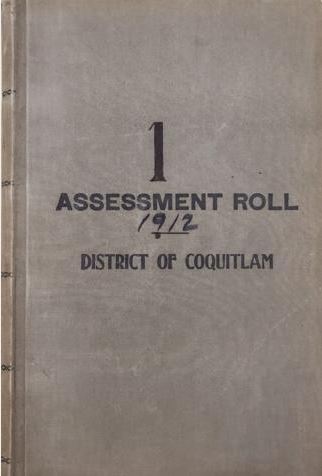 1
ASSESSMENT ROLL
1912
DISTRICT OF COQUITLAM